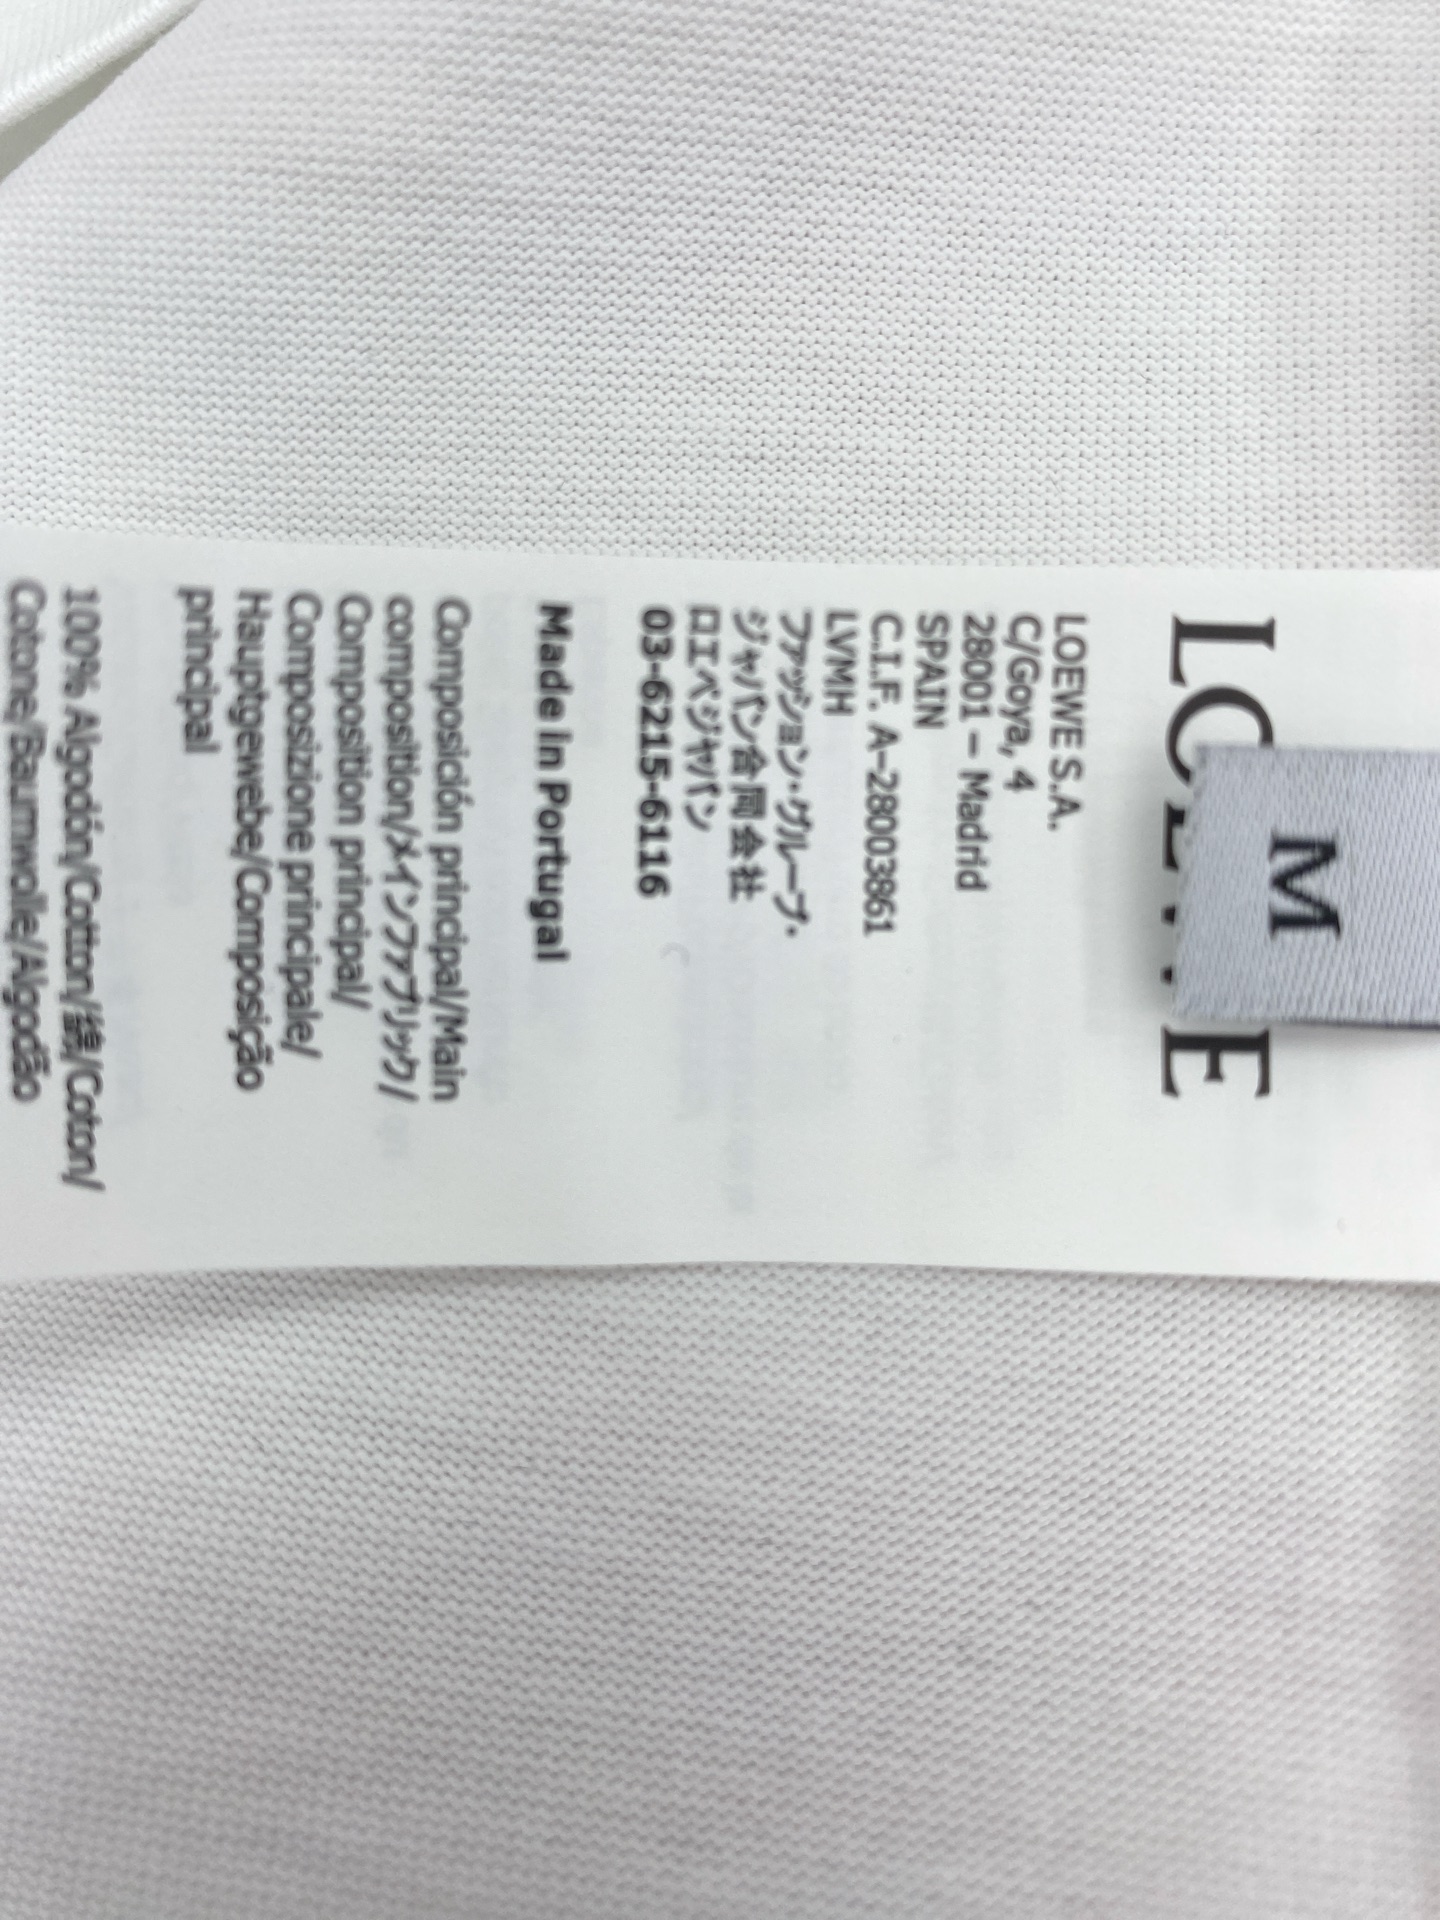 M
LOEWE
LOEWE S.A.
C/Goya, 4
28001 – Madrid
SPAIN
C.I.F. A-28003861
LVMH
ファッション・グループ・
ジャパン合同会社
ロエベジャパン
03-6215-6116
Made in Portugal
Composición principal/Main
composition/メインファブリック/
Composition principal/
Composizione principale/
Hauptgewebe/Composição
principal
100% Algodón/Cotton/綿/Coton/
Cotone/Baumwolle/Algodão